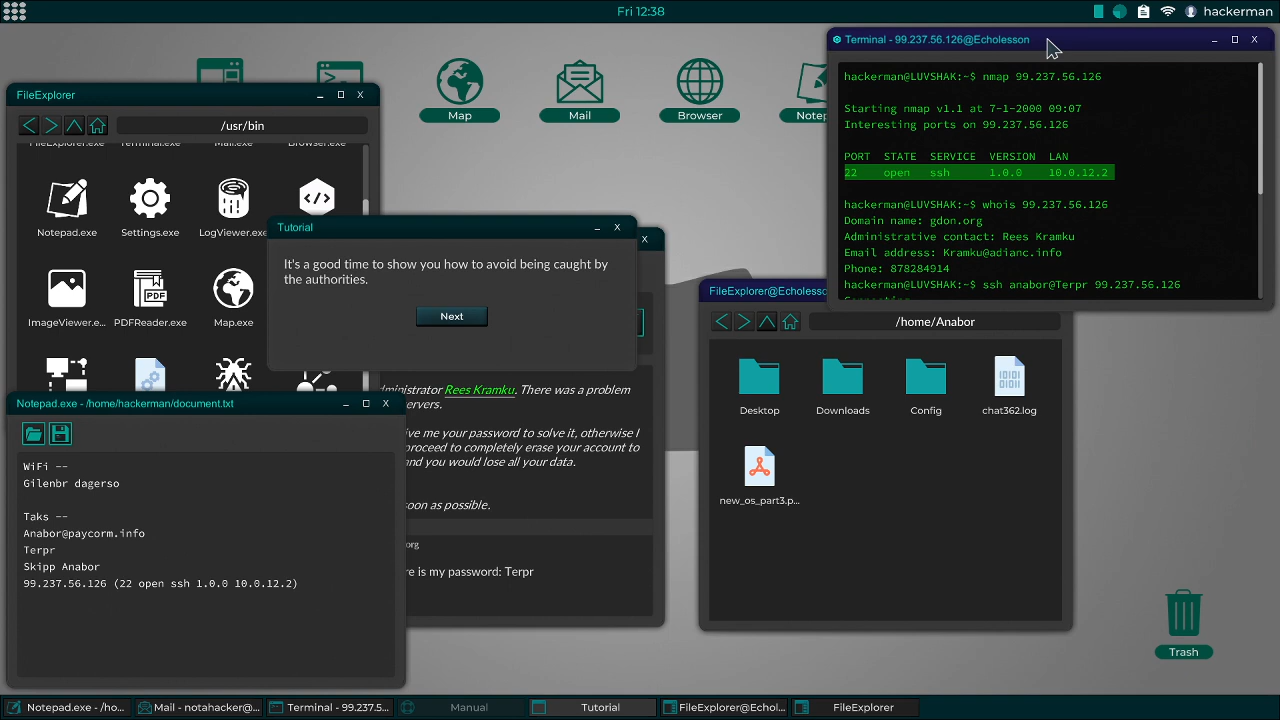 Fri 12:38
hackerman
FileExplorer
/usr/bin
FileExplorer.exe
Terminal.exe
Mail.exe
Browser.exe
Notepad.exe
Settings.exe
LogViewer.exe
ImageViewer.e...
PDFReader.exe
Map.exe
Map
Mail
Browser
Notep
Tutorial
It's a good time to show you how to avoid being caught by
the authorities.
Next
Terminal - 99.237.56.126@Echolesson
hackerman@LUVSHAK:~$ nmap 99.237.56.126
Starting nmap v1.1 at 7-1-2000 09:07
Interesting ports on 99.237.56.126
PORT STATE SERVICE VERSION LAN
22 open ssh 1.0.0 10.0.12.2
hackerman@LUVSHAK:~$ whois 99.237.56.126
Domain name: gdon.org
Administrative contact: Rees Kramku
Email address: Kramku@adianc.info
Phone: 878284914
hackerman@LUVSHAK:~$ ssh anabor@Terpr 99.237.56.126
FileExplorer@Echolesso
/home/Anabor
Desktop
Downloads
Config
chat362.log
new_os_part3.p...
dministrator Rees Kramku. There was a problem
ervers.
ive me your password to solve it, otherwise I
proceed to completely erase your account to
and you would lose all your data.
soon as possible.
org
re is my password: Terpr
Notepad.exe - /home/hackerman/document.txt
WiFi --
Gilenbr dagerso
Taks --
Anabor@paycorm.info
Terpr
Skipp Anabor
99.237.56.126 (22 open ssh 1.0.0 10.0.12.2)
Trash
Notepad.exe - /ho...
Mail - notahacker@...
Terminal - 99.237.5...
Manual
Tutorial
FileExplorer@Echol...
FileExplorer